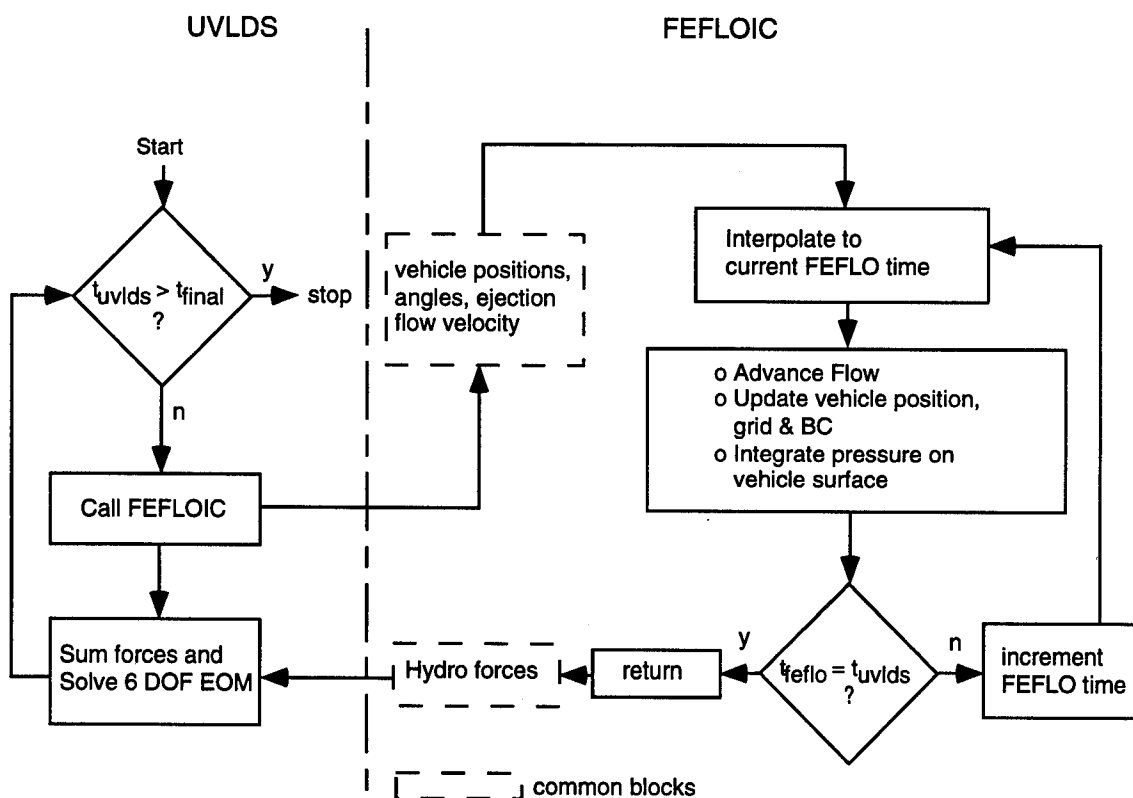 UVLDS
FEFLOIC
Start
t_uvlds > t_final
?
y
stop
n
Call FEFLOIC
Sum forces and
Solve 6 DOF EOM
vehicle positions,
angles, ejection
flow velocity
Interpolate to
current FEFLO time
o Advance Flow
o Update vehicle position,
grid & BC
o Integrate pressure on
vehicle surface
t_feflo = t_uvlds
?
y
n
return
Hydro forces
increment
FEFLO time
common blocks